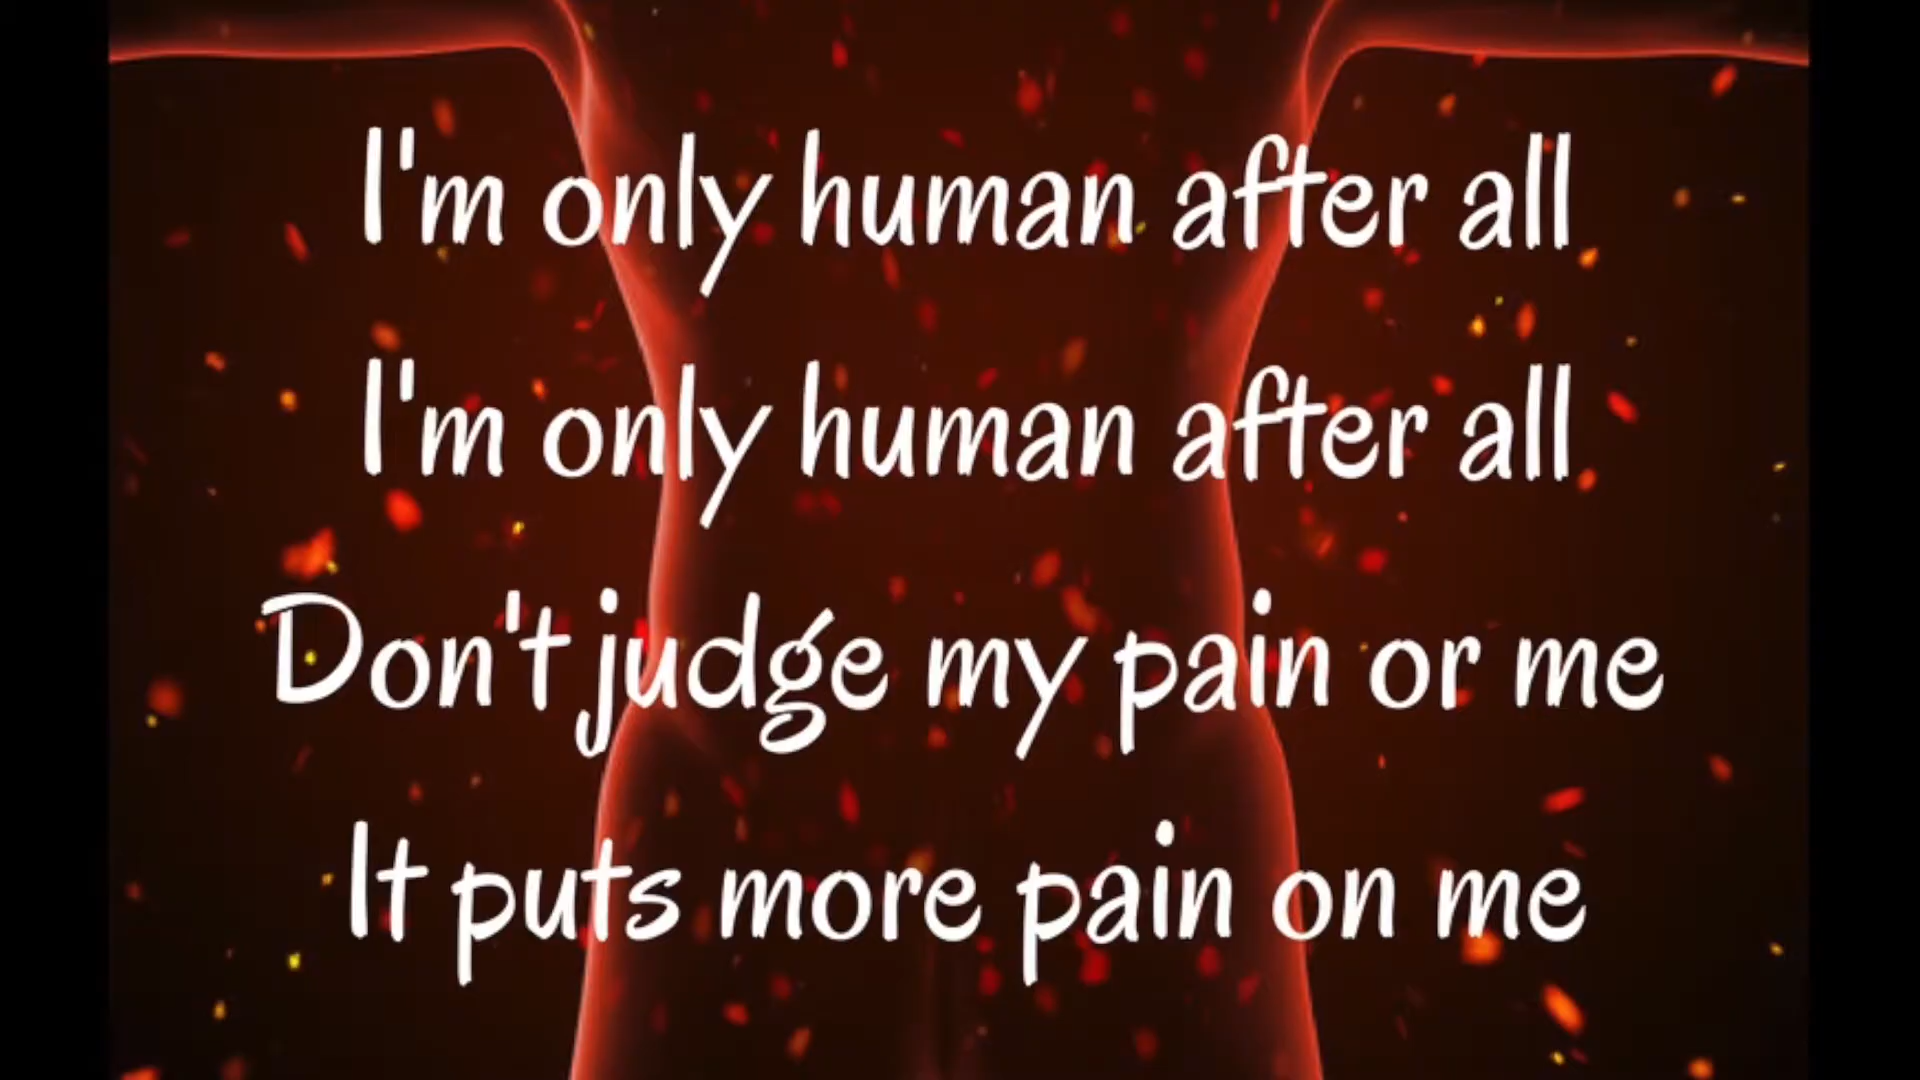 I'm only human after all
I'm only human after all
Don't judge my pain or me
It puts more pain on me